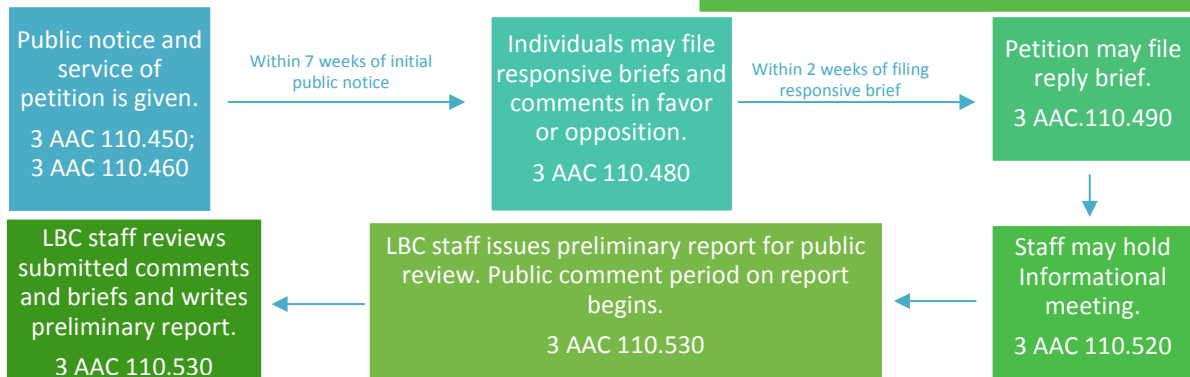 Public notice and
service of
petition is given.
3 AAC 110.450;
3 AAC 110.460
Within 7 weeks of initial
public notice
Individuals may file
responsive briefs and
comments in favor
or opposition.
3 AAC 110.480
Within 2 weeks of filing
responsive brief
Petition may file
reply brief.
3 AAC.110.490
Staff may hold
Informational
meeting.
3 AAC 110.520
LBC staff issues preliminary report for public
review. Public comment period on report
begins.
3 AAC 110.530
LBC staff reviews
submitted comments
and briefs and writes
preliminary report.
3 AAC 110.530